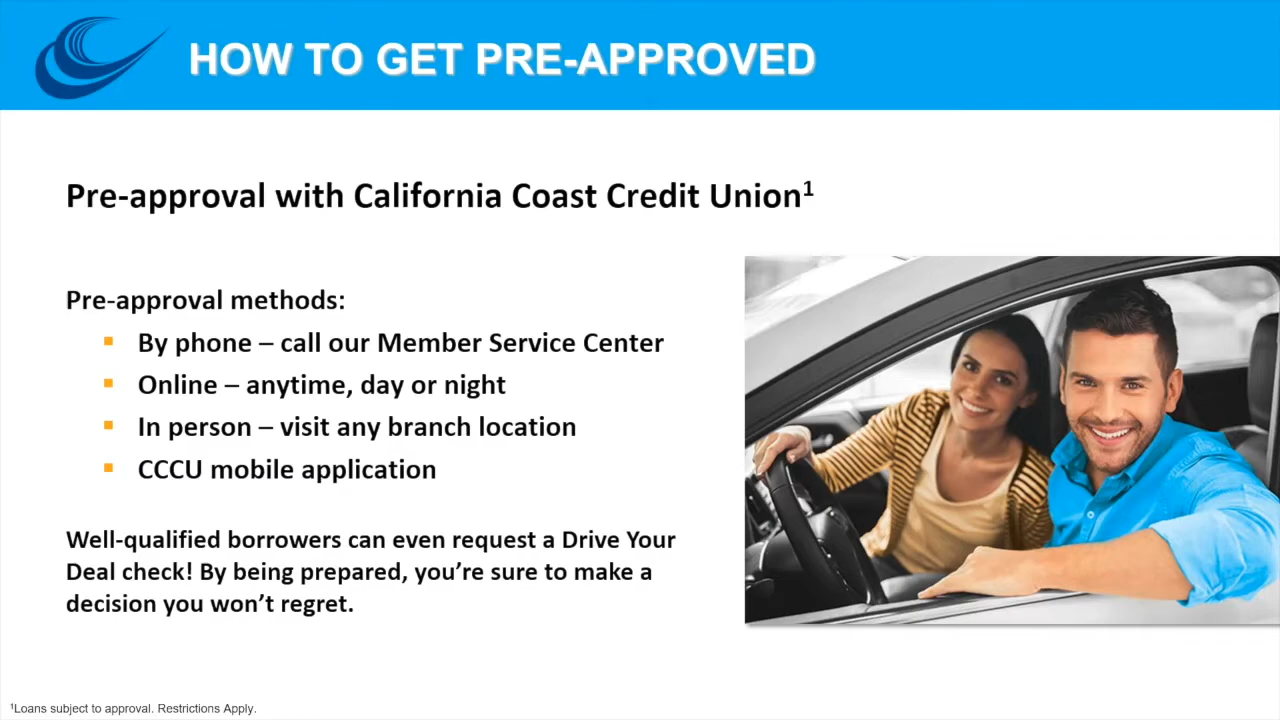 HOW TO GET PRE-APPROVED
Pre-approval with California Coast Credit Union¹
Pre-approval methods:
▪ By phone – call our Member Service Center
▪ Online – anytime, day or night
▪ In person – visit any branch location
▪ CCCU mobile application
Well-qualified borrowers can even request a Drive Your
Deal check! By being prepared, you’re sure to make a
decision you won’t regret.
¹Loans subject to approval. Restrictions Apply.